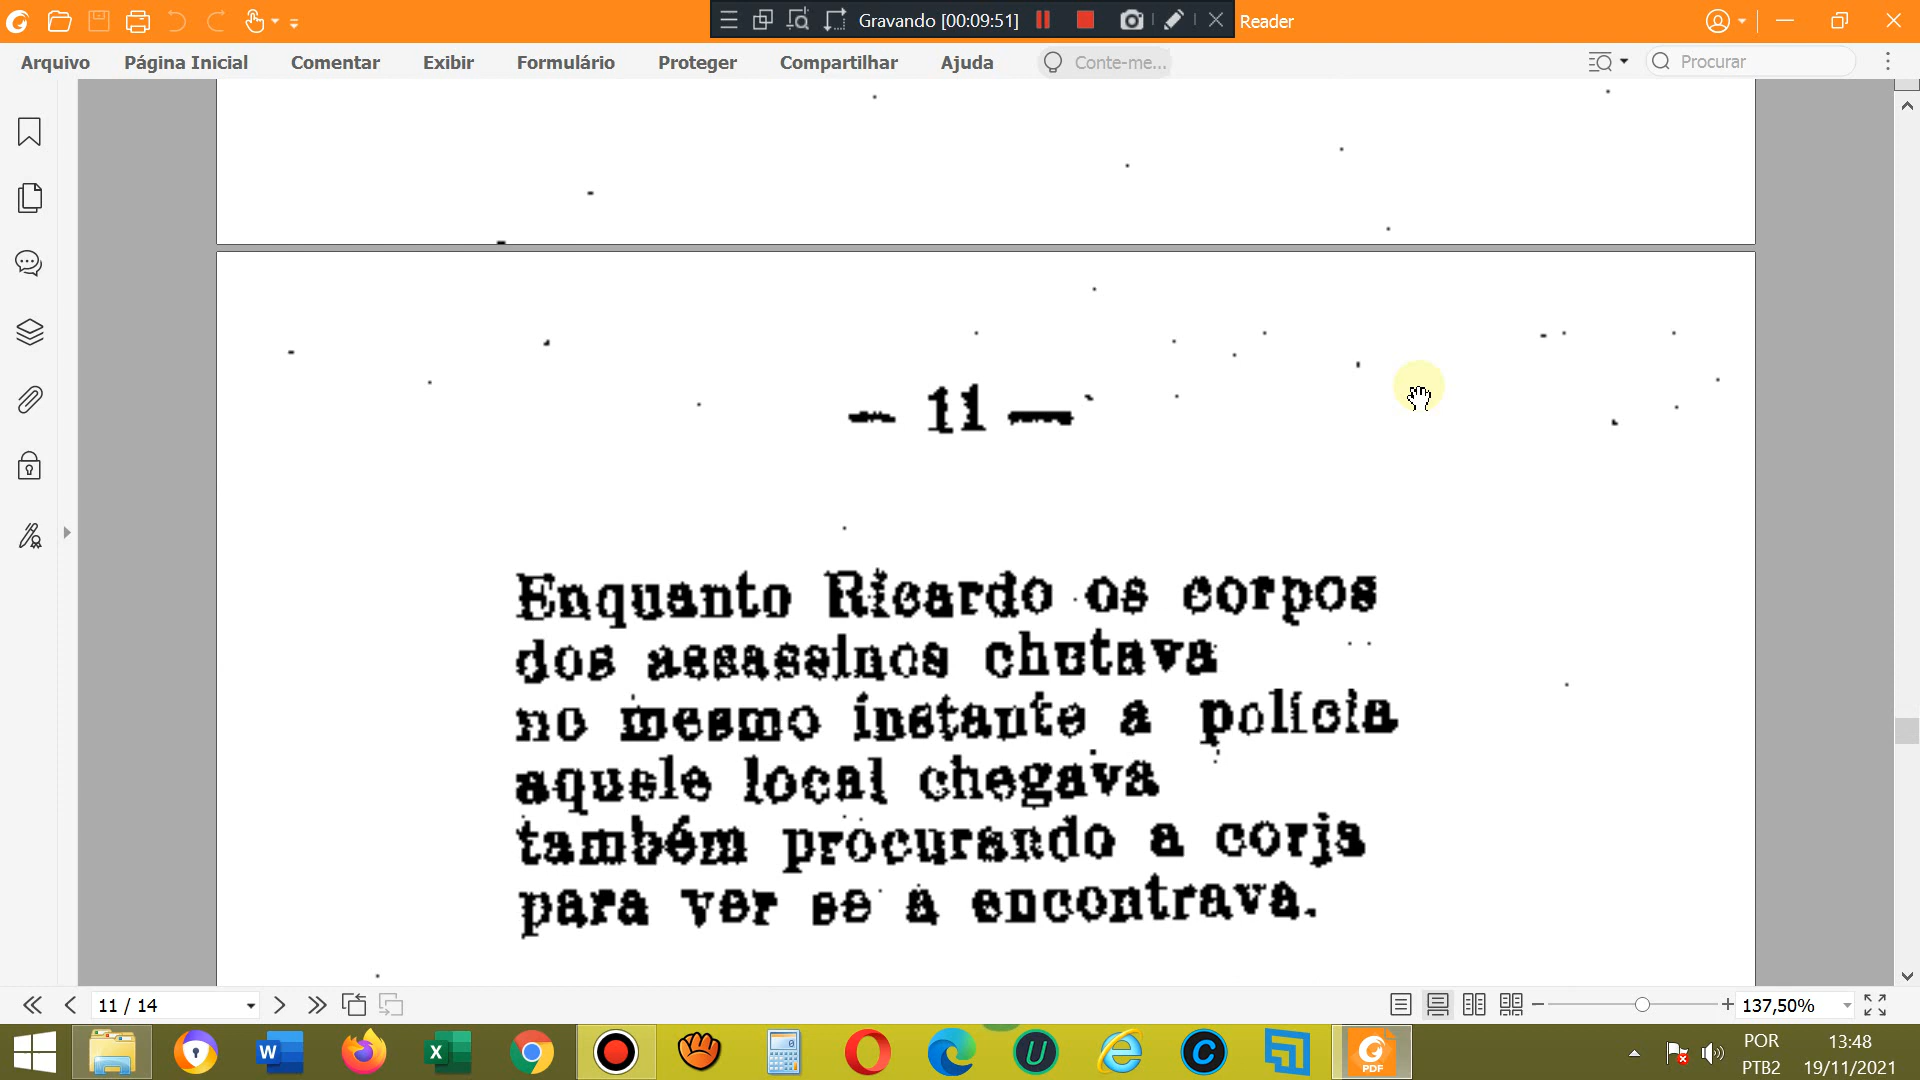 Gravando [00:09:51]
Reader
Arquivo Página Inicial Comentar Exibir Formulário Proteger Compartilhar Ajuda Conte-me... Procurar
— 11 —
Enquanto Ricardo os corpos
dos assassinos chutava
no mesmo instante a polícia
aquele local chegava
também procurando a corja
para ver se a encontrava.
11 / 14
137,50%
POR 13:48
PTB2 19/11/2021